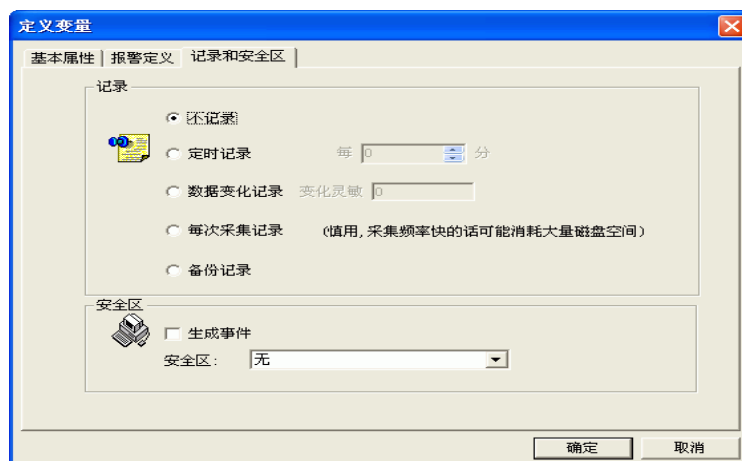 定义变量
基本属性 报警定义 记录和安全区
记录
不记录
定时记录 每 0 分
数据变化记录 变化灵敏 0
每次采集记录 (慎用,采集频率快的话可能消耗大量磁盘空间)
备份记录
安全区
生成事件
安全区: 无
确定 取消